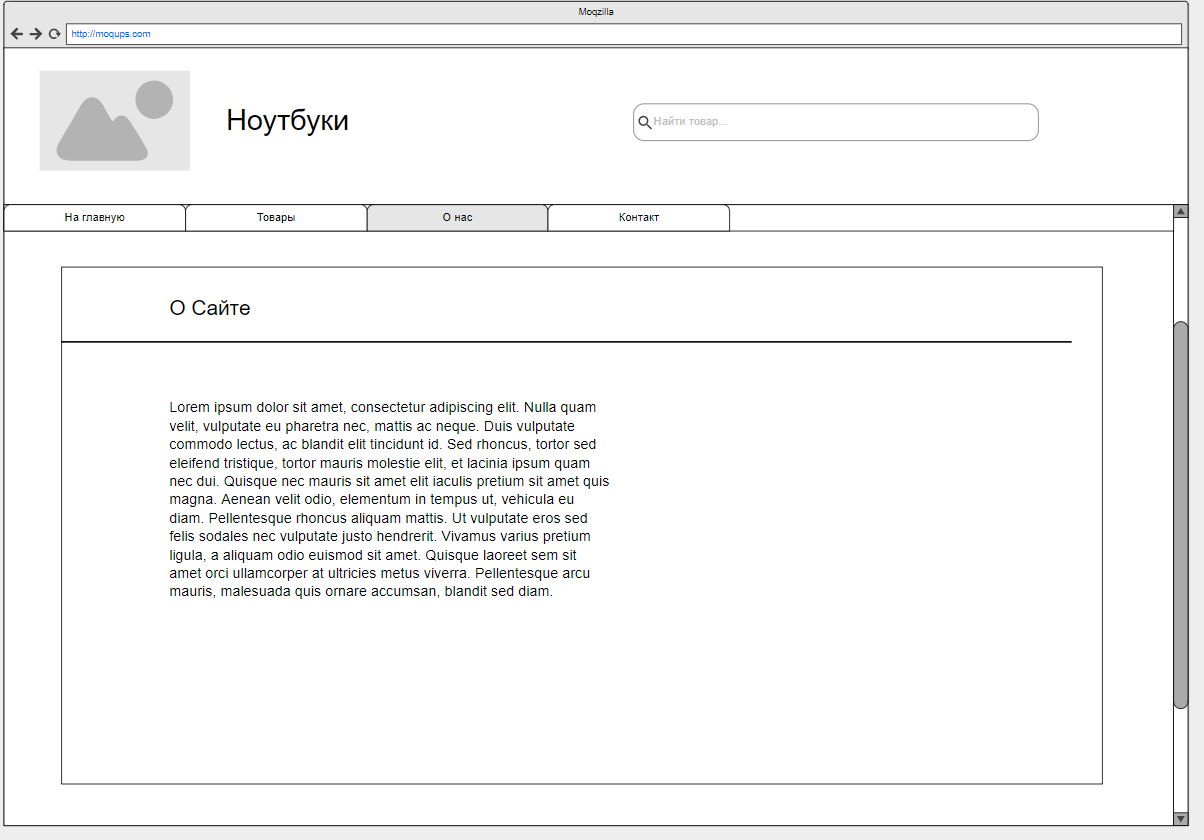 Moqzilla
http://moqups.com
Ноутбуки
Найти товар...
На главную
Товары
О нас
Контакт
О Сайте
Lorem ipsum dolor sit amet, consectetur adipiscing elit. Nulla quam
velit, vulputate eu pharetra nec, mattis ac neque. Duis vulputate
commodo lectus, ac blandit elit tincidunt id. Sed rhoncus, tortor sed
eleifend tristique, tortor mauris molestie elit, et lacinia ipsum quam
nec dui. Quisque nec mauris sit amet elit iaculis pretium sit amet quis
magna. Aenean velit odio, elementum in tempus ut, vehicula eu
diam. Pellentesque rhoncus aliquam mattis. Ut vulputate eros sed
felis sodales nec vulputate justo hendrerit. Vivamus varius pretium
ligula, a aliquam odio euismod sit amet. Quisque laoreet sem sit
amet orci ullamcorper at ultricies metus viverra. Pellentesque arcu
mauris, malesuada quis ornare accumsan, blandit sed diam.